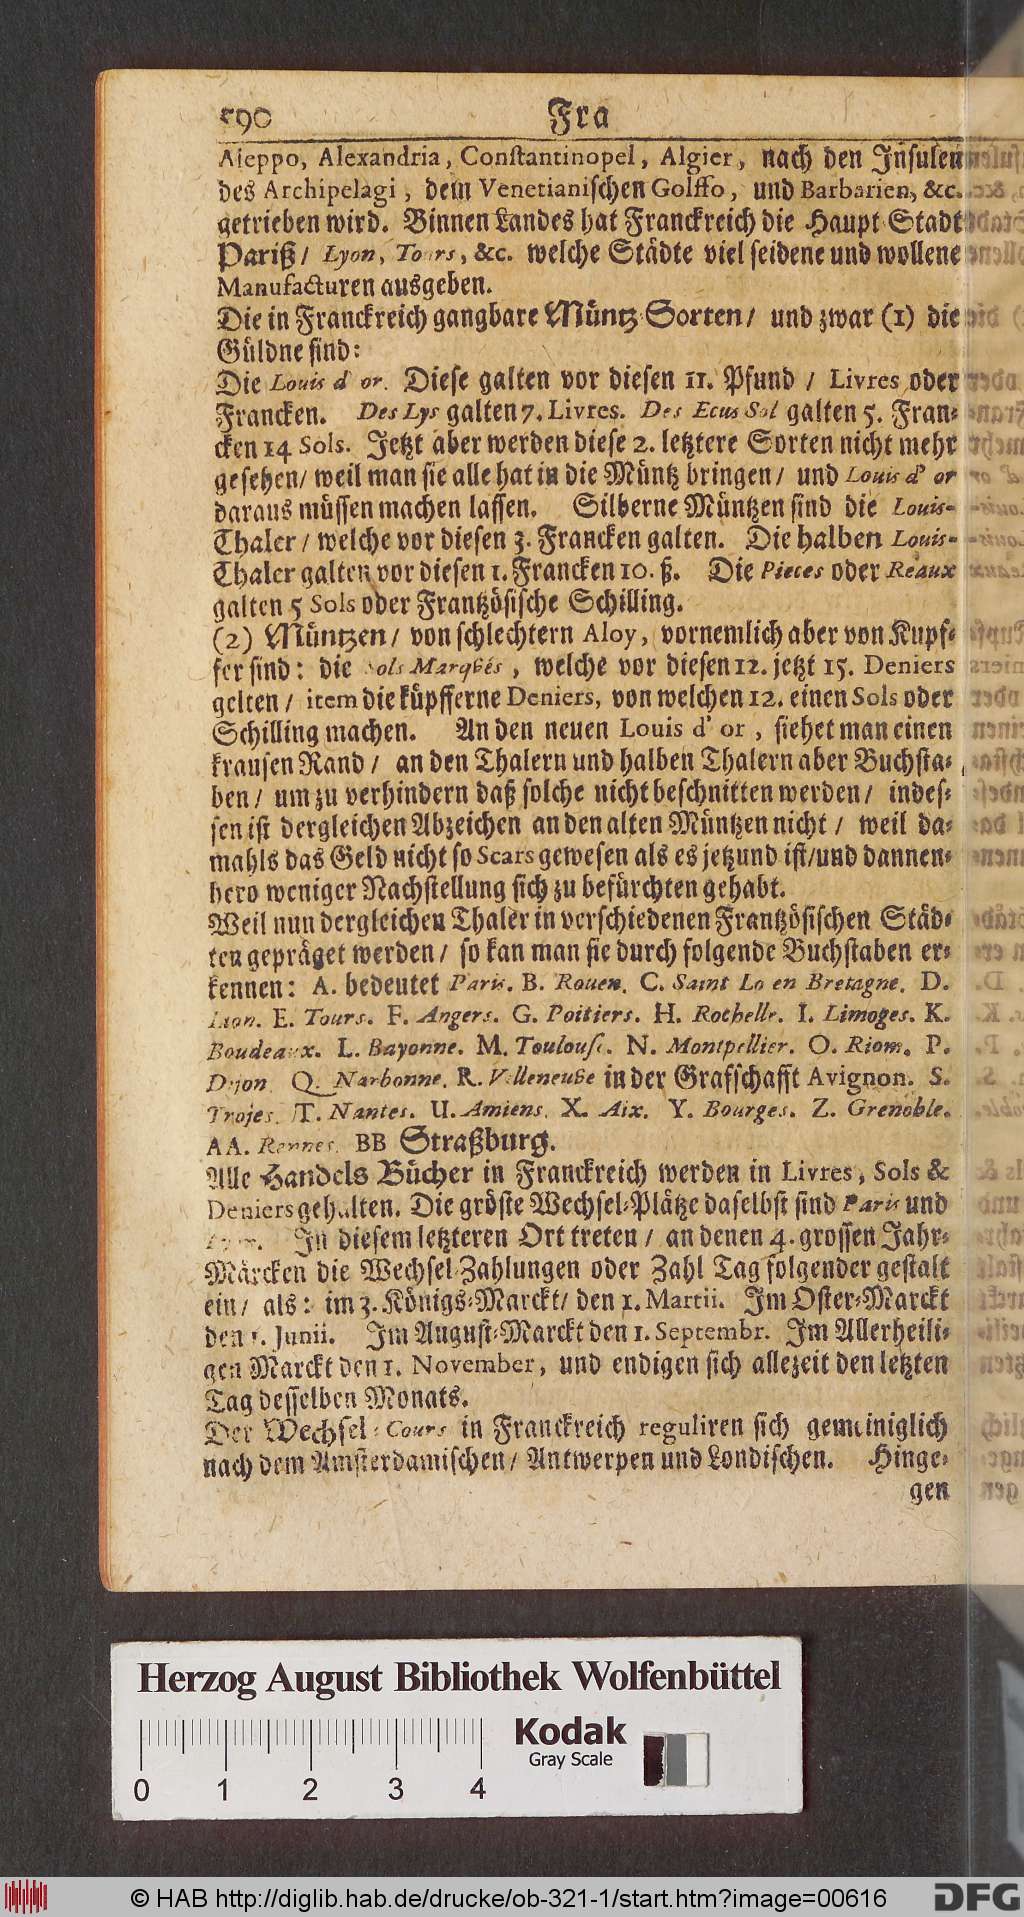 590 Fra
Aleppo, Alexandria, Constantinopel, Algier, nach den Insulen
des Archipelagi, dem Venetianischen Golffo, und Barbarien, &c.
getrieben wird. Binnen Landes hat Franckreich die Haupt Stadt
Pariß/ Lyon, Tours, &c. welche Städte viel seidene und wollene
Manufacturen ausgeben.
Die in Franckreich gangbare Müntz Sorten/ und zwar (1) die
Güldne sind:
Die Louis d'or. Diese galten vor diesen 11. Pfund / Livres oder
Francken. Des Lys galten 7. Livres. Des Ecus Sol galten 5. Fran-
cken 14 Sols. Jetzt aber werden diese 2. letztere Sorten nicht mehr
gesehen/ weil man sie alle hat in die Müntz bringen/ und Louis d'or
daraus müssen machen lassen. Silberne Müntzen sind die Louis-
Thaler / welche vor diesen 3. Francken galten. Die halben Louis-
Thaler galten vor diesen 1. Francken 10. ß. Die Pieces oder Reaux
galten 5 Sols oder Frantzösische Schilling.
(2) Müntzen/ von schlechtern Aloy, vornemlich aber von Kupf-
fer sind: die Sols Marqués, welche vor diesen 12. jetzt 15. Deniers
gelten / item die küpfferne Deniers, von welchen 12. einen Sols oder
Schilling machen. An den neuen Louis d'or, siehet man einen
krausen Rand / an den Thalern und halben Thalern aber Buchsta-
ben/ um zu verhindern daß solche nicht beschnitten werden/ indes-
sen ist dergleichen Abzeichen an den alten Müntzen nicht / weil da-
mahls das Geld nicht so Scars gewesen als es jetzund ist/ und dannen-
hero weniger Nachstellung sich zu befürchten gehabt.
Weil nun dergleichen Thaler in verschiedenen Frantzösischen Städ-
ten gepräget werden/ so kan man sie durch folgende Buchstaben er-
kennen: A. bedeutet Paris. B. Rouen. C. Saint Lo en Bretagne. D.
Lion. E. Tours. F. Angers. G. Poitiers. H. Rochelle. I. Limoges. K.
Boudeaux. L. Bayonne. M. Toulouse. N. Montpellier. O. Riom. P.
Dijon Q. Narbonne. R. Villeneuve in der Grafschafft Avignon. S.
Trojes. T. Nantes. U. Amiens. X. Aix. Y. Bourges. Z. Grenoble.
AA. Rennes. BB Straßburg.
Alle Handels Bücher in Franckreich werden in Livres, Sols &
Deniers gehalten. Die gröste Wechsel-Plätze daselbst sind Paris und
Lyon. In diesem letzteren Ort treten / an denen 4. grossen Jahr-
Märcken die Wechsel-Zahlungen oder Zahl Tag folgender gestalt
ein/ als: im 3. Königs-Marckt/ den 1. Martii. Im Oster-Marckt
den 1. Junii. Im August-Marckt den 1. Septembr. Im Allerheili-
gen Marckt den 1. November, und endigen sich allezeit den letzten
Tag desselben Monats.
Der Wechsel-Cours in Franckreich reguliren sich gemeiniglich
nach dem Amsterdamischen/ Antwerpen und Londischen. Hinge-
gen
Herzog August Bibliothek Wolfenbüttel
Kodak
Gray Scale
0 1 2 3 4
© HAB http://diglib.hab.de/drucke/ob-321-1/start.htm?image=00616 DFG